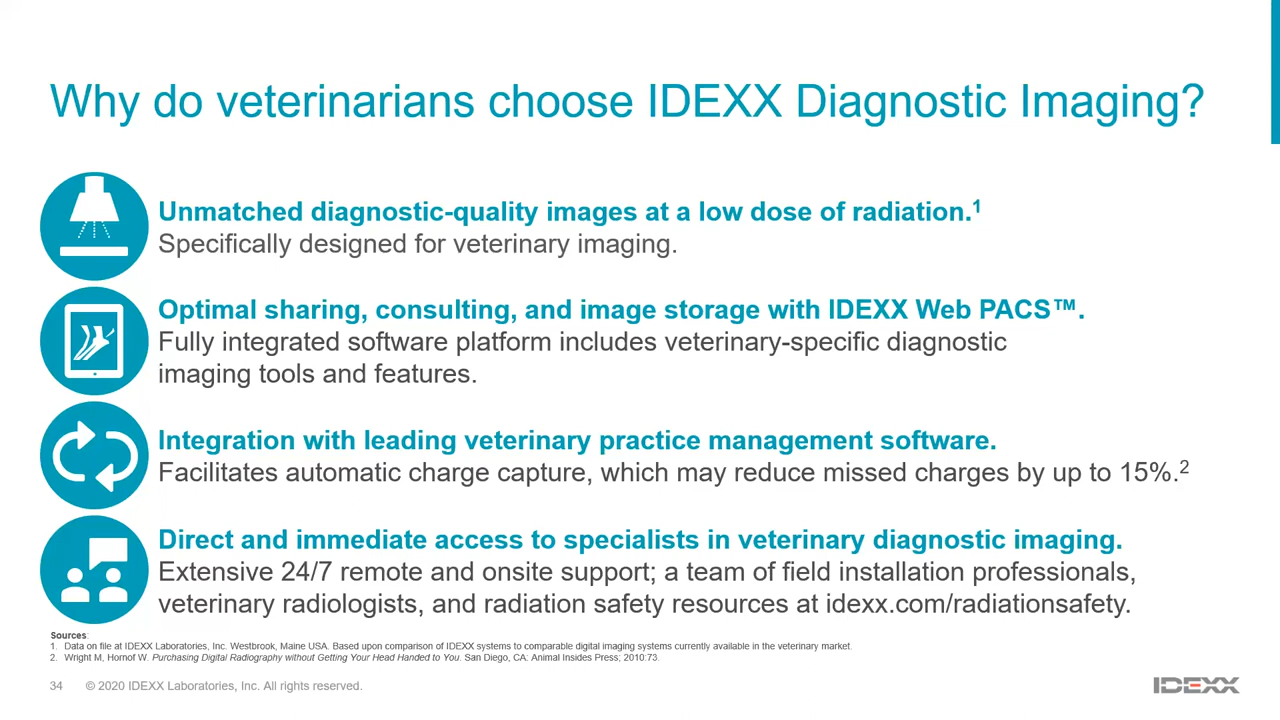 Why do veterinarians choose IDEXX Diagnostic Imaging?
Unmatched diagnostic-quality images at a low dose of radiation.1
Specifically designed for veterinary imaging.
Optimal sharing, consulting, and image storage with IDEXX Web PACS™.
Fully integrated software platform includes veterinary-specific diagnostic
imaging tools and features.
Integration with leading veterinary practice management software.
Facilitates automatic charge capture, which may reduce missed charges by up to 15%.2
Direct and immediate access to specialists in veterinary diagnostic imaging.
Extensive 24/7 remote and onsite support; a team of field installation professionals,
veterinary radiologists, and radiation safety resources at idexx.com/radiationsafety.
Sources:
1. Data on file at IDEXX Laboratories, Inc. Westbrook, Maine USA. Based upon comparison of IDEXX systems to comparable digital imaging systems currently available in the veterinary market.
2. Wright M, Hornof W. Purchasing Digital Radiography without Getting Your Head Handed to You. San Diego, CA: Animal Insides Press; 2010:73.
34 © 2020 IDEXX Laboratories, Inc. All rights reserved.
IDEXX